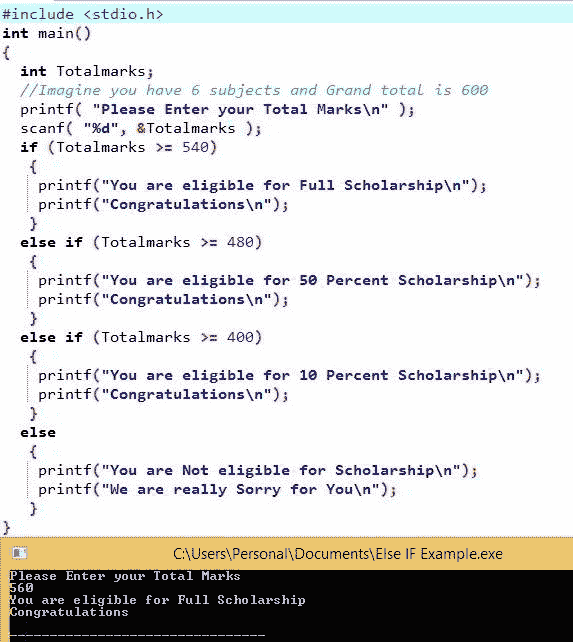 #include <stdio.h>
int main()
{
int Totalmarks;
//Imagine you have 6 subjects and Grand total is 600
printf( "Please Enter your Total Marks\n" );
scanf( "%d", &Totalmarks );
if (Totalmarks >= 540)
{
printf("You are eligible for Full Scholarship\n");
printf("Congratulations\n");
}
else if (Totalmarks >= 480)
{
printf("You are eligible for 50 Percent Scholarship\n");
printf("Congratulations\n");
}
else if (Totalmarks >= 400)
{
printf("You are eligible for 10 Percent Scholarship\n");
printf("Congratulations\n");
}
else
{
printf("You are Not eligible for Scholarship\n");
printf("We are really Sorry for You\n");
}
}
C:\Users\Personal\Documents\Else IF Example.exe
Please Enter your Total Marks
560
You are eligible for Full Scholarship
Congratulations
--------------------------------